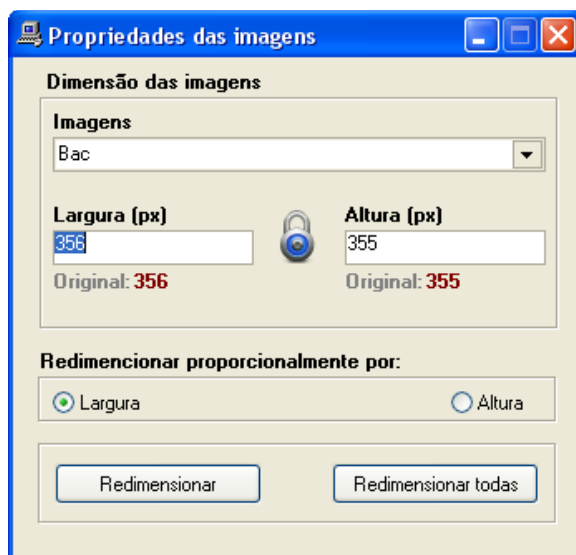 Propriedades das imagens
Dimensão das imagens
Imagens
Bac
Largura (px) Altura (px)
356 355
Original: 356 Original: 355
Redimencionar proporcionalmente por:
Largura Altura
Redimensionar Redimensionar todas